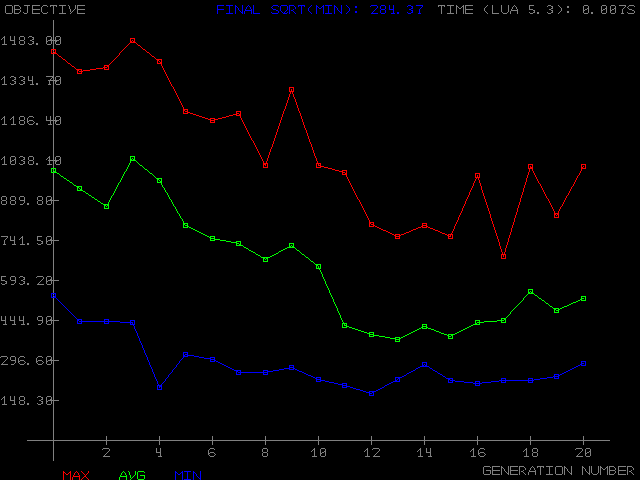 OBJECTIVE FINAL SQRT(MIN): 284.37 TIME (LUA 5.3): 0.007S
1483.00
1334.70
1186.40
1038.10
889.80
741.50
593.20
444.90
296.60
148.30
2 4 6 8 10 12 14 16 18 20
GENERATION NUMBER
MAX AVG MIN